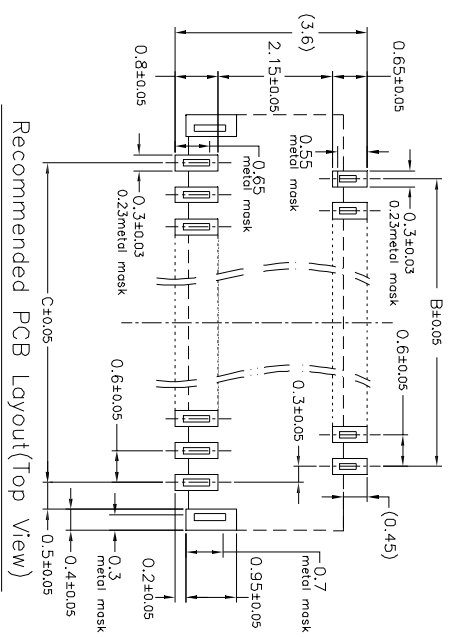 (3.6)
0.8±0.05
2.15±0.05
0.65±0.05
0.65
metal mask
0.55
metal mask
0.3±0.03
0.23metal mask
0.3±0.03
0.23metal mask
C±0.05
B±0.05
0.6±0.05
0.6±0.05
0.3±0.05
(0.45)
0.5±0.05
0.4±0.05
0.3
metal mask
0.2±0.05
0.95±0.05
0.7
metal mask
Recommended PCB Layout(Top View)